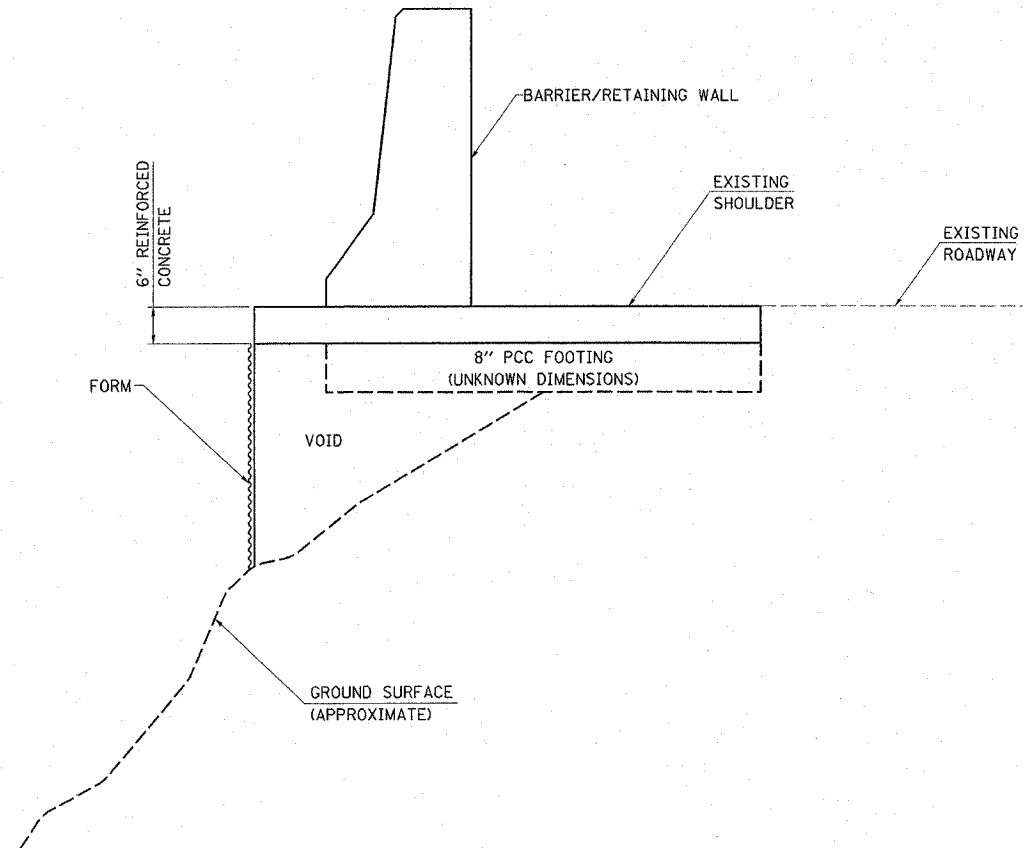 BARRIER/RETAINING WALL
6" REINFORCED
CONCRETE
EXISTING
SHOULDER
EXISTING
ROADWAY
8" PCC FOOTING
(UNKNOWN DIMENSIONS)
FORM
VOID
GROUND SURFACE
(APPROXIMATE)